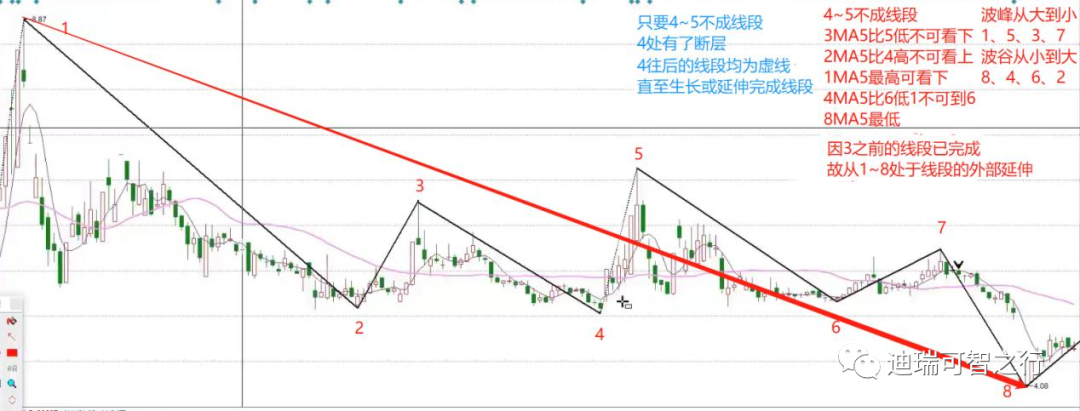 8.87
1
只要4~5不成线段
4处有了断层
4往后的线段均为虚线
直至生长或延伸完成线段
4~5不成线段
3MA5比5低不可看下
2MA5比4高不可看上
1MA5最高可看下
4MA5比6低1不可到6
8MA5最低
波峰从大到小
1、5、3、7
波谷从小到大
8、4、6、2
因3之前的线段已完成
故从1~8处于线段的外部延伸
5
3
7
2
4
6
8
4.08
迪瑞可智之行